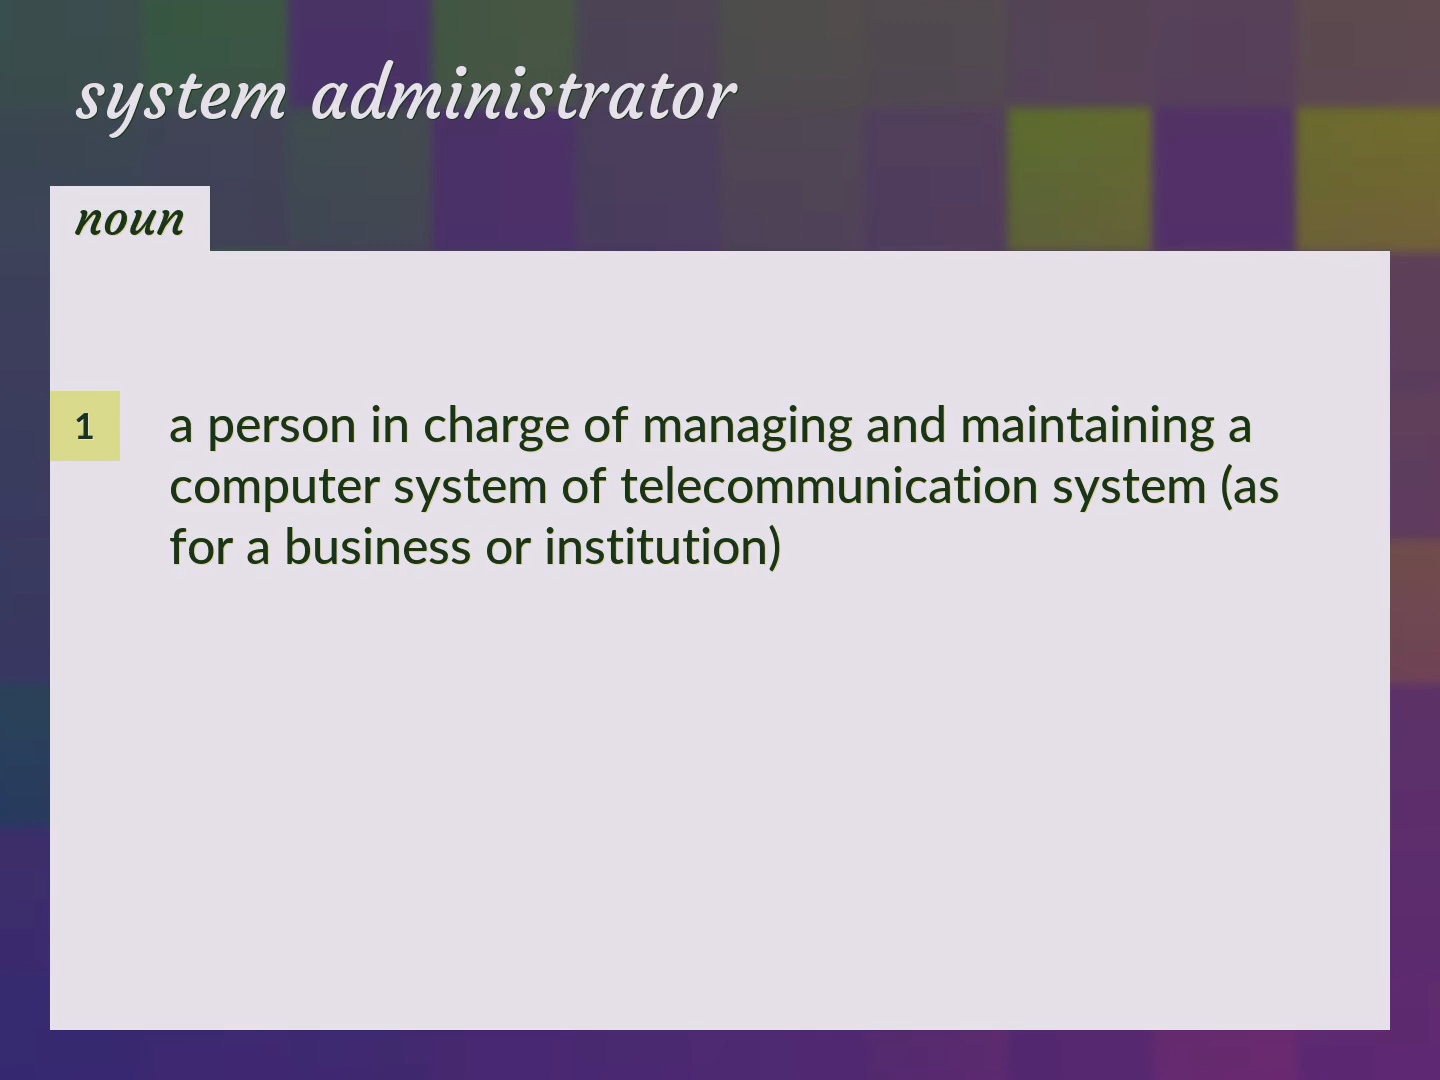 system administrator
noun
1
a person in charge of managing and maintaining a
computer system of telecommunication system (as
for a business or institution)